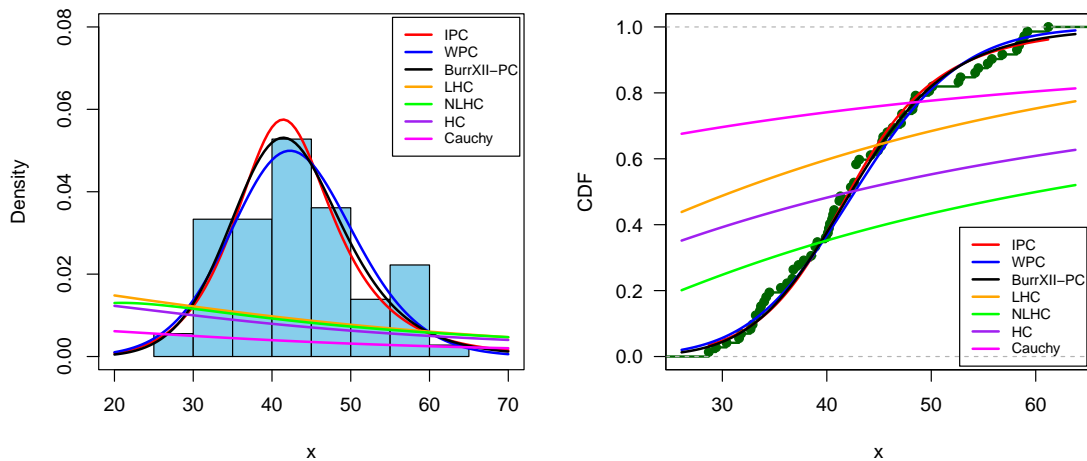 Density
0.00
0.02
0.04
0.06
0.08
20
30
40
50
60
70
x
IPC
WPC
BurrXII−PC
LHC
NLHC
HC
Cauchy
CDF
0.0
0.2
0.4
0.6
0.8
1.0
30
40
50
60
x
IPC
WPC
BurrXII−PC
LHC
NLHC
HC
Cauchy